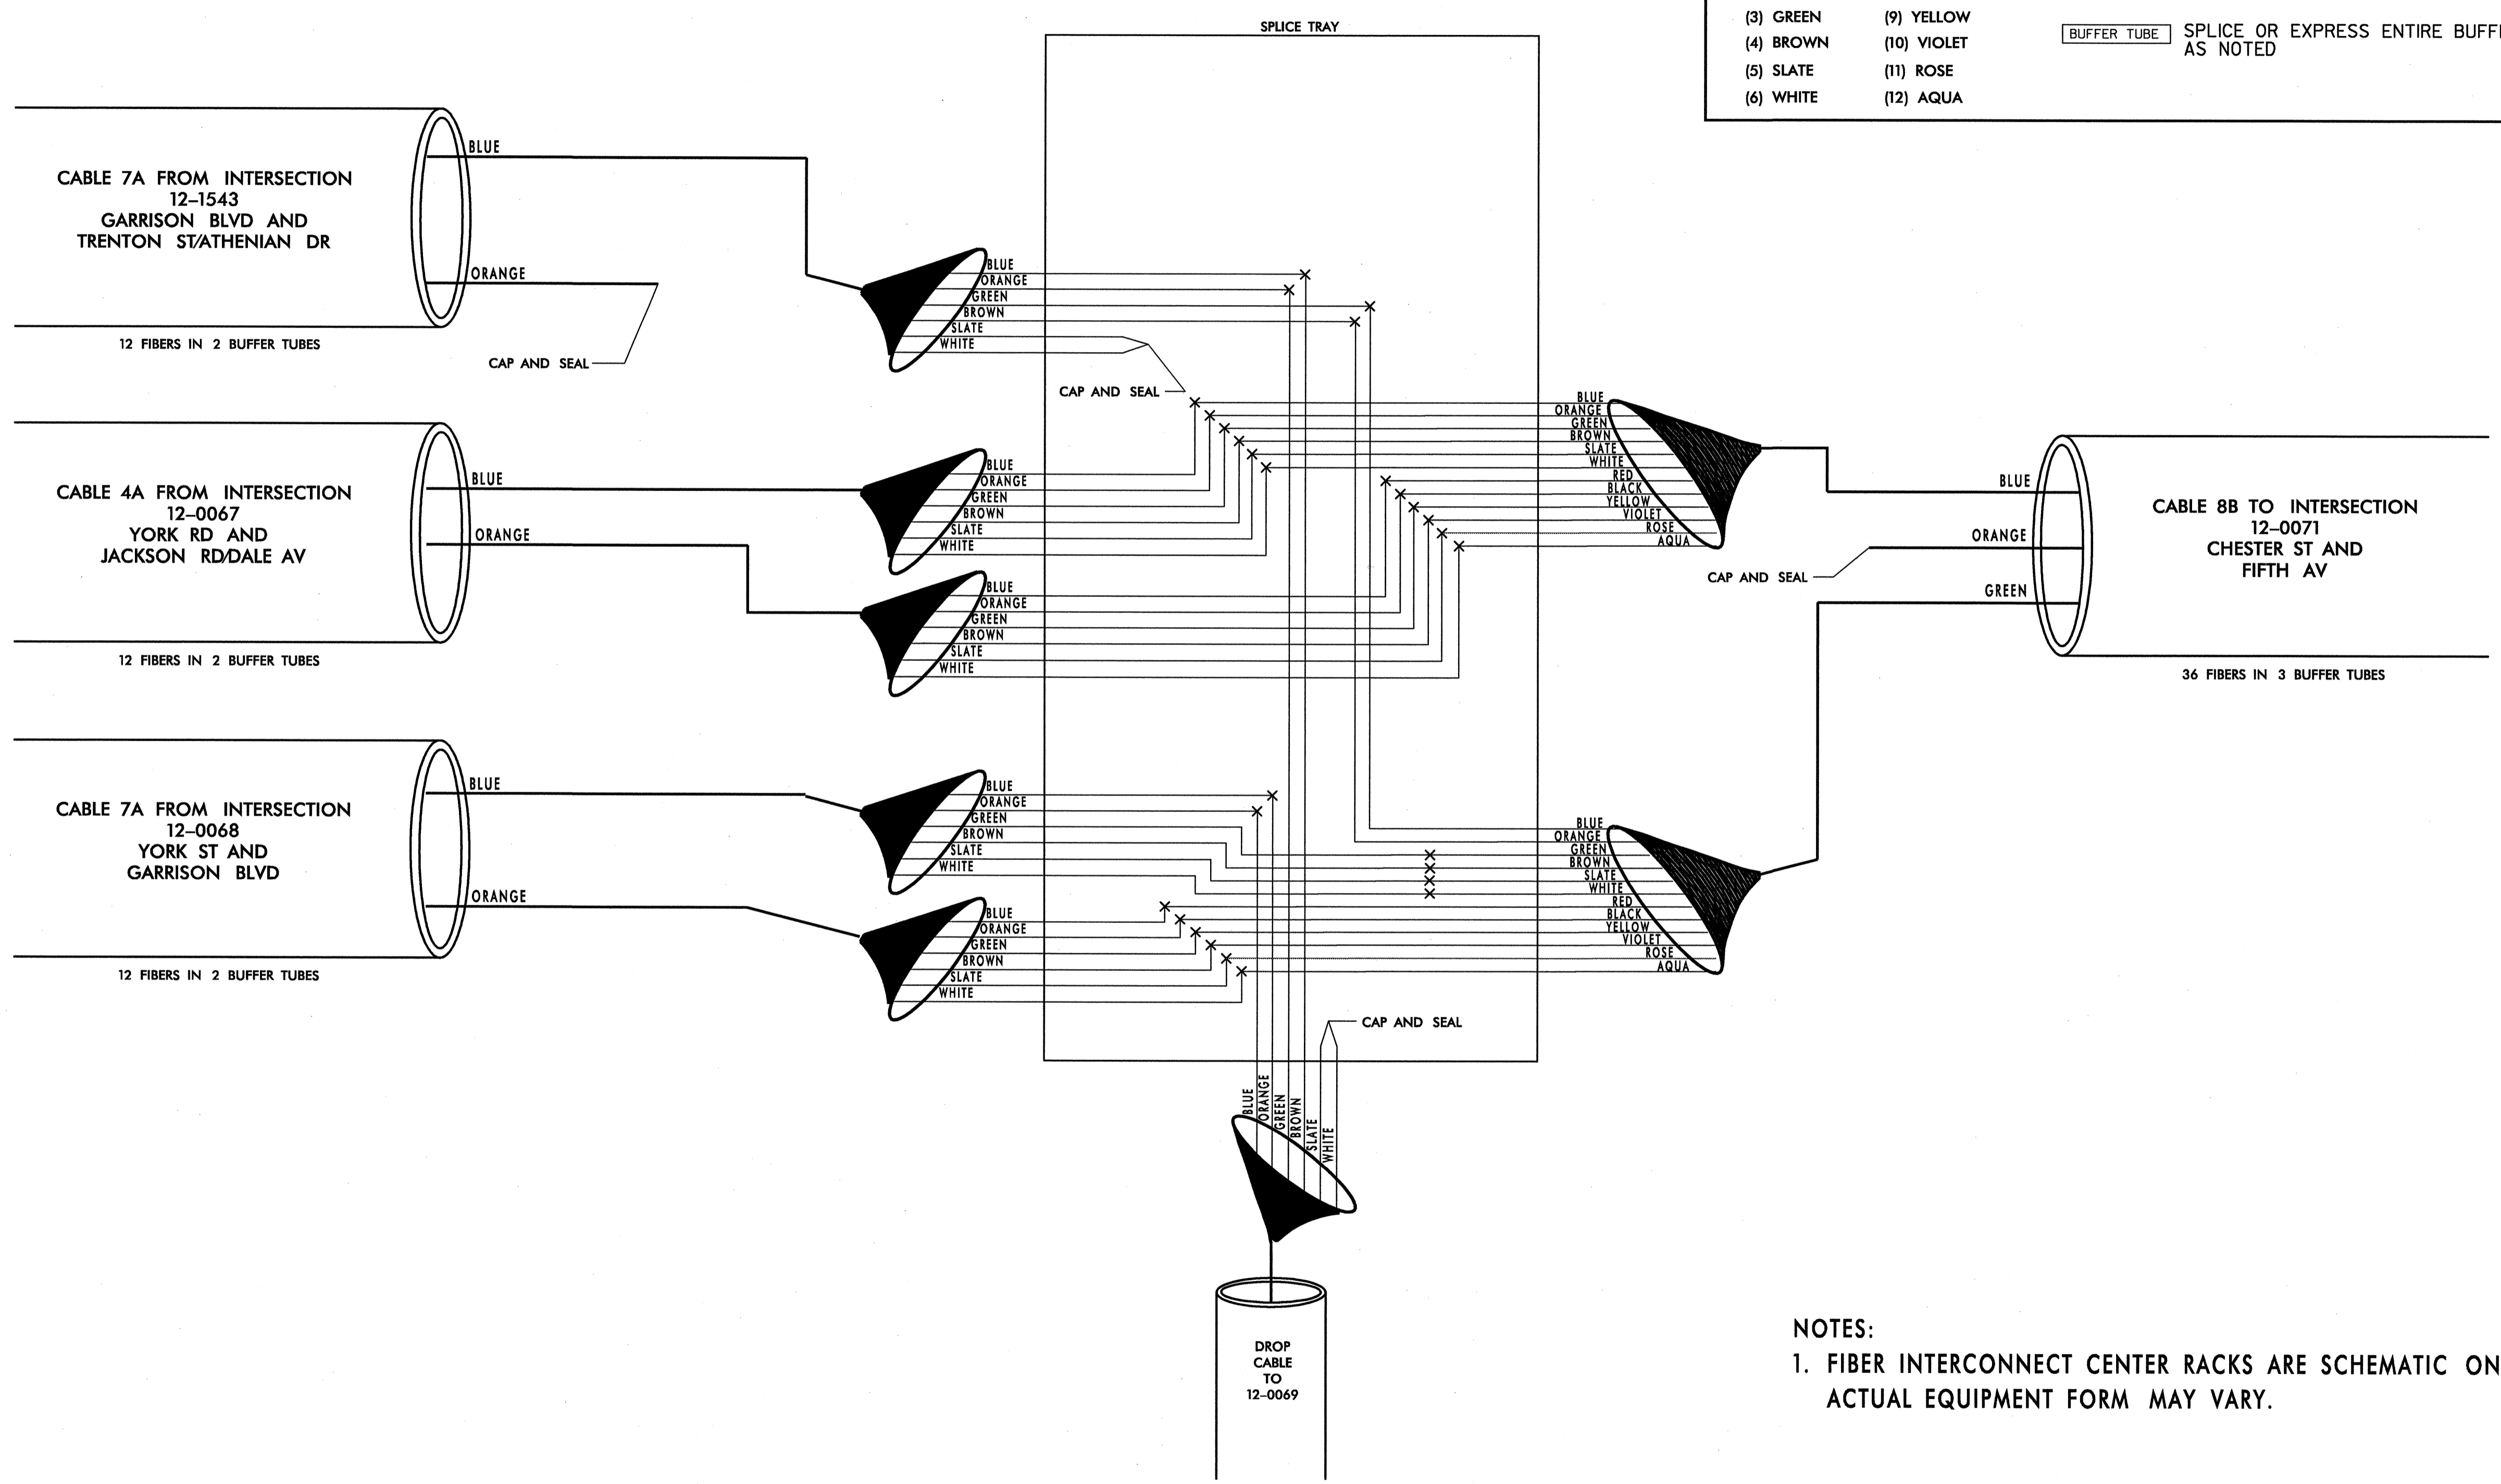 SPLICE TRAY
(3) GREEN
(9) YELLOW
(4) BROWN
(10) VIOLET
(5) SLATE
(11) ROSE
(6) WHITE
(12) AQUA
BUFFER TUBE
SPLICE OR EXPRESS ENTIRE
AS NOTED
CABLE 7A FROM INTERSECTION
12-1543
GARRISON BLVD AND
TRENTON ST/ATHENIAN DR
12 FIBERS IN 2 BUFFER TUBES
BLUE
ORANGE
CAP AND SEAL
BLUE
ORANGE
GREEN
BROWN
SLATE
WHITE
CAP AND SEAL
CABLE 4A FROM INTERSECTION
12-0067
YORK RD AND
JACKSON RD/DALE AV
12 FIBERS IN 2 BUFFER TUBES
BLUE
ORANGE
BLUE
ORANGE
GREEN
BROWN
SLATE
WHITE
BLUE
ORANGE
GREEN
BROWN
SLATE
WHITE
BLUE
ORANGE
GREEN
BROWN
SLATE
WHITE
RED
BLACK
YELLOW
VIOLET
ROSE
AQUA
BLUE
ORANGE
CAP AND SEAL
GREEN
CABLE 8B TO INTERSECTION
12-0071
CHESTER ST AND
FIFTH AV
36 FIBERS IN 3 BUFFER TUBES
CABLE 7A FROM INTERSECTION
12-0068
YORK ST AND
GARRISON BLVD
12 FIBERS IN 2 BUFFER TUBES
BLUE
ORANGE
BLUE
ORANGE
GREEN
BROWN
SLATE
WHITE
BLUE
ORANGE
GREEN
BROWN
SLATE
WHITE
BLUE
ORANGE
GREEN
BROWN
SLATE
WHITE
RED
BLACK
YELLOW
VIOLET
ROSE
AQUA
CAP AND SEAL
BLUE
ORANGE
GREEN
BROWN
SLATE
WHITE
DROP
CABLE
TO
12-0069
NOTES:
1. FIBER INTERCONNECT CENTER RACKS ARE SCHEMATIC
ACTUAL EQUIPMENT FORM MAY VARY.